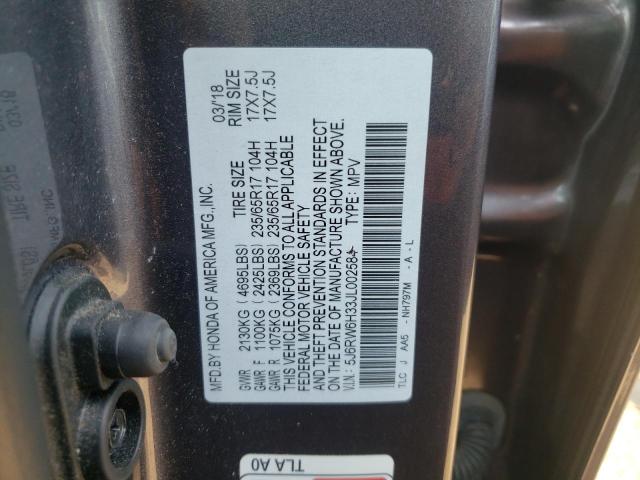 MFD.BY HONDA OF AMERICA MFG.,INC. 03/18
TIRE SIZE RIM SIZE
GVWR 2130KG ( 4695LBS)
GAWR F 1100KG ( 2425LBS) 235/65R17 104H 17X7.5J
GAWR R 1075KG ( 2369LBS) 235/65R17 104H 17X7.5J
THIS VEHICLE CONFORMS TO ALL APPLICABLE
FEDERAL MOTOR VEHICLE SAFETY
AND THEFT PREVENTION STANDARDS IN EFFECT
ON THE DATE OF MANUFACTURE SHOWN ABOVE.
V.I.N.: 5J6RW6H33JL002564 TYPE: MPV
TLC J AA5 - NH797M - A - L
TLA A0